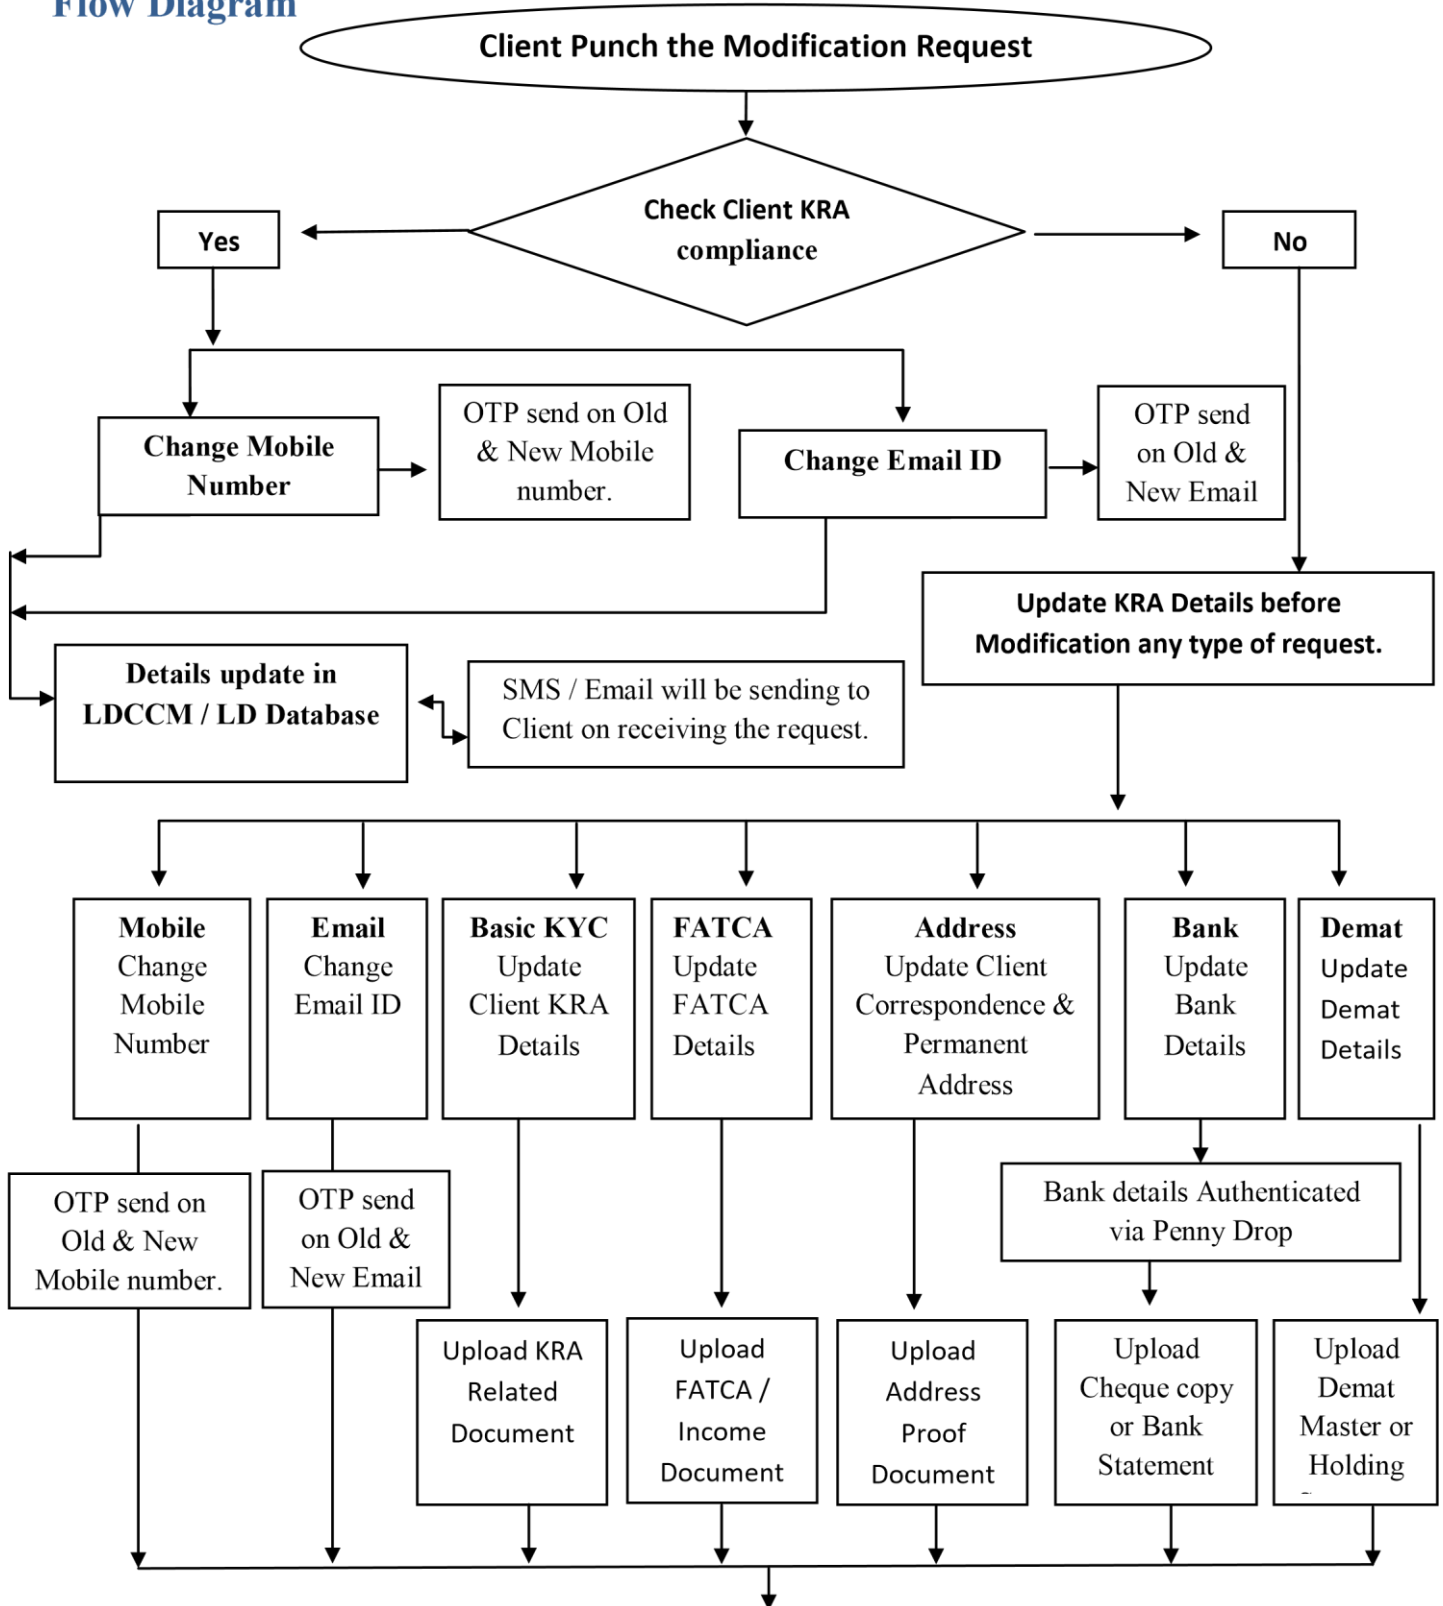 Flow Diagram
Client Punch the Modification Request
Check Client KRA
compliance
Yes
No
Change Mobile
Number
OTP send on Old
& New Mobile
number.
Change Email ID
OTP send
on Old &
New Email
Update KRA Details before
Modification any type of request.
Details update in
LDCCM / LD Database
SMS / Email will be sending to
Client on receiving the request.
Mobile
Change
Mobile
Number
Email
Change
Email ID
Basic KYC
Update
Client KRA
Details
FATCA
Update
FATCA
Details
Address
Update Client
Correspondence &
Permanent
Address
Bank
Update
Bank
Details
Demat
Update
Demat
Details
OTP send on
Old & New
Mobile number.
OTP send
on Old &
New Email
Bank details Authenticated
via Penny Drop
Upload KRA
Related
Document
Upload
FATCA /
Income
Document
Upload
Address
Proof
Document
Upload
Cheque copy
or Bank
Statement
Upload
Demat
Master or
Holding